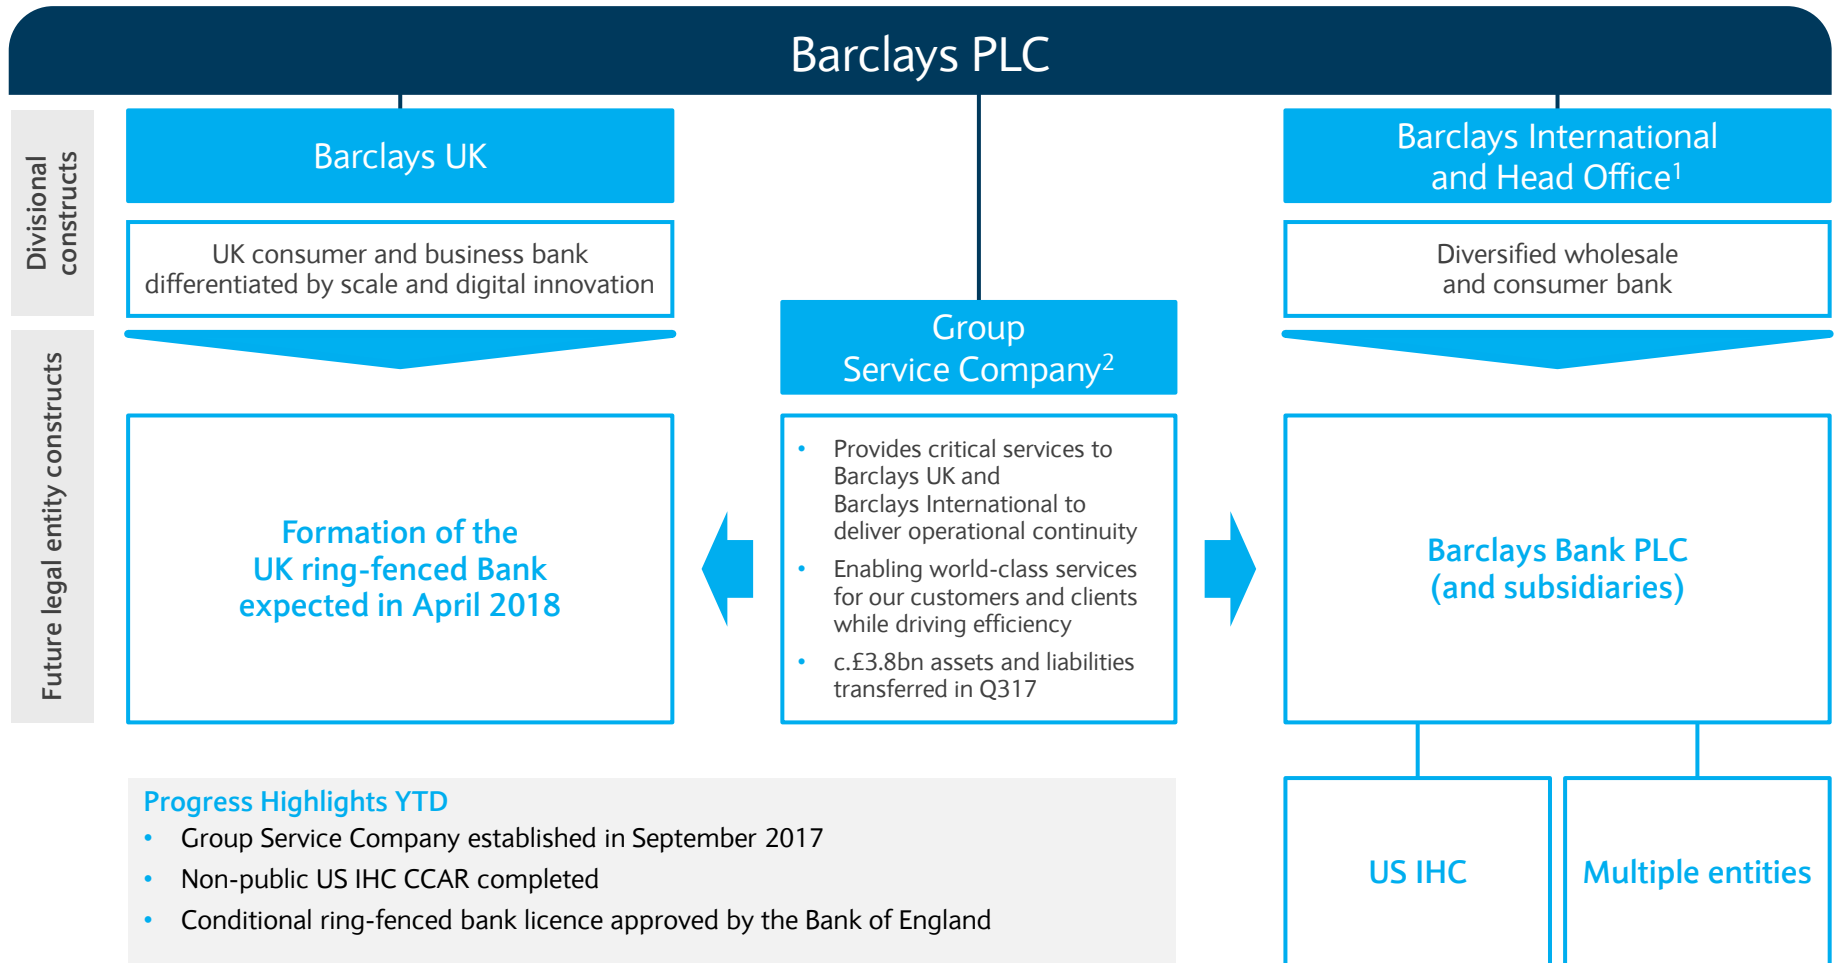 Barclays PLC
Divisional
constructs
Barclays UK
UK consumer and business bank
differentiated by scale and digital innovation
Barclays International
and Head Office¹
Diversified wholesale
and consumer bank
Future legal entity constructs
Formation of the
UK ring-fenced Bank
expected in April 2018
Group
Service Company²
• Provides critical services to
Barclays UK and
Barclays International to
deliver operational continuity
• Enabling world-class services
for our customers and clients
while driving efficiency
• c.£3.8bn assets and liabilities
transferred in Q317
Barclays Bank PLC
(and subsidiaries)
US IHC
Multiple entities
Progress Highlights YTD
• Group Service Company established in September 2017
• Non-public US IHC CCAR completed
• Conditional ring-fenced bank licence approved by the Bank of England